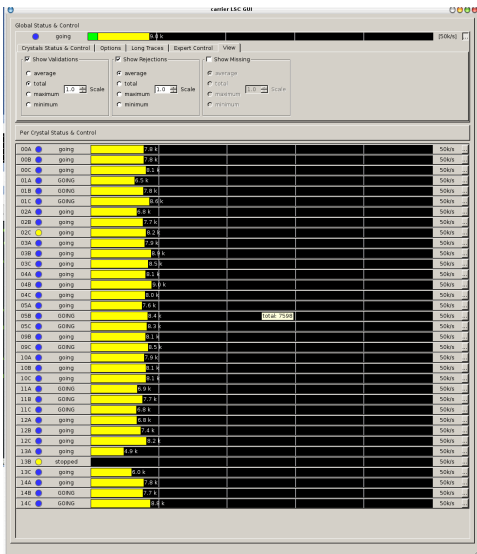 carrier LSC GUI
Global Status & Control
going 9.0 k [50k/s] ...
Crystals Status & Control Options Long Traces Expert Control View
Show Validations Show Rejections Show Missing
average average average
total total total
maximum 1.0 Scale maximum 1.0 Scale maximum 1.0 Scale
minimum minimum minimum
Per Crystal Status & Control
00A going 7.8 k 50k/s ...
00B going 7.8 k 50k/s ...
00C going 8.1 k 50k/s ...
01A GOING 6.5 k 50k/s ...
01B GOING 7.8 k 50k/s ...
01C GOING 8.6 k 50k/s ...
02A going 6.8 k 50k/s ...
02B going 7.7 k 50k/s ...
02C going 8.2 k 50k/s ...
03A going 7.9 k 50k/s ...
03B going 8.9 k 50k/s ...
03C going 8.5 k 50k/s ...
04A going 8.1 k 50k/s ...
04B going 9.0 k 50k/s ...
04C going 8.0 k 50k/s ...
05A going 7.6 k 50k/s ...
05B GOING 8.4 k total: 7598 50k/s ...
05C GOING 8.3 k 50k/s ...
09B going 8.1 k 50k/s ...
09C going 8.5 k 50k/s ...
10A going 7.9 k 50k/s ...
10B going 8.1 k 50k/s ...
10C going 8.1 k 50k/s ...
11A GOING 6.9 k 50k/s ...
11B GOING 7.7 k 50k/s ...
11C GOING 6.8 k 50k/s ...
12A going 6.8 k 50k/s ...
12B going 7.4 k 50k/s ...
12C going 8.2 k 50k/s ...
13A going 4.9 k 50k/s ...
13B stopped 50k/s ...
13C going 6.0 k 50k/s ...
14A going 7.8 k 50k/s ...
14B GOING 7.7 k 50k/s ...
14C GOING 8.8 k 50k/s ...